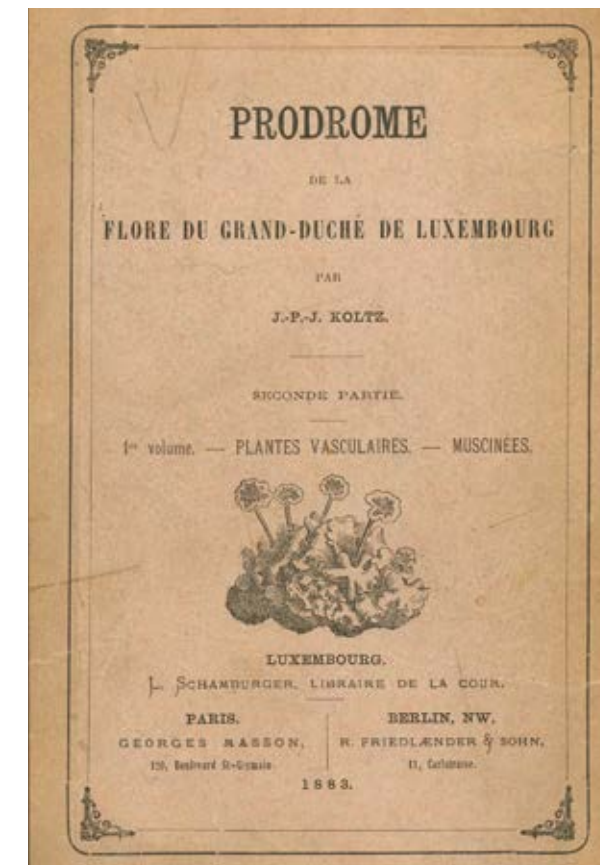 PRODROME
DE LA
FLORE DU GRAND-DUCHÉ DE LUXEMBOURG
PAR
J.-P.-J. KOLTZ.
SECONDE PARTIE.
1er volume. — PLANTES VASCULAIRES. — MUSCINÉES.
LUXEMBOURG.
L. SCHAMBURGER, LIBRAIRE DE LA COUR.
PARIS,
GEORGES MASSON,
120, Boulevard St-Germain
BERLIN, NW,
R. FRIEDLÆNDER & SOHN,
11, Carlstrasse.
1883.